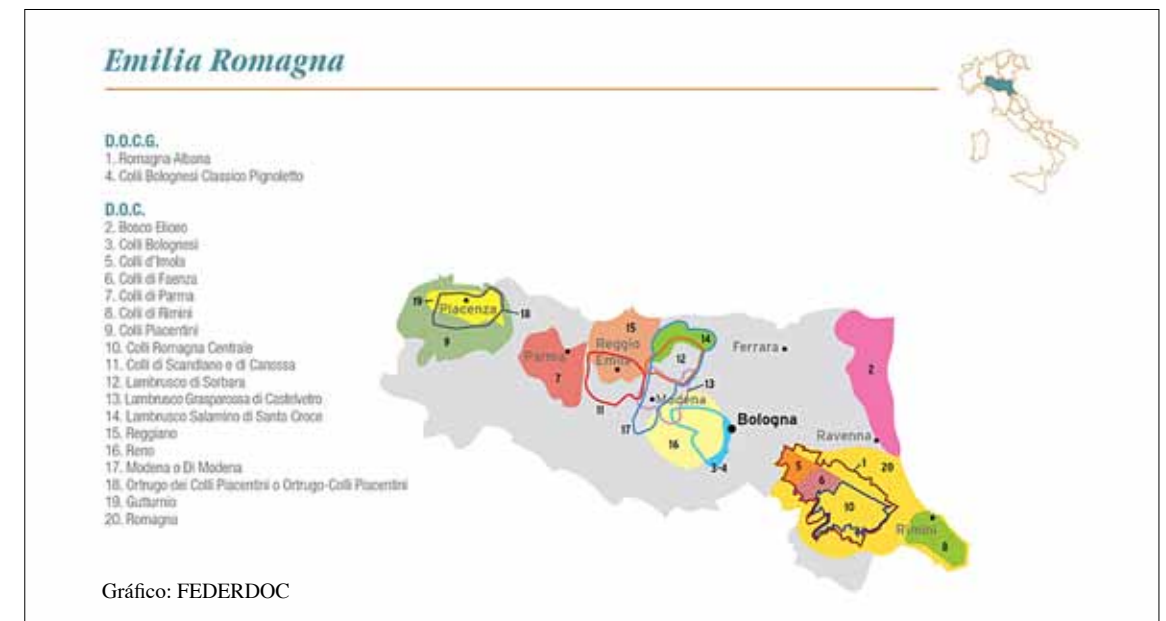 Emilia Romagna
D.O.C.G.
1. Romagna Albana
4. Colli Bolognesi Classico Pignoletto
D.O.C.
2. Bosco Eliceo
3. Colli Bolognesi
5. Colli d'Imola
6. Colli di Faenza
7. Colli di Parma
8. Colli di Rimini
9. Colli Piacentini
10. Colli Romagna Centrale
11. Colli di Scandiano e di Canossa
12. Lambrusco di Sorbara
13. Lambrusco Grasparossa di Castelvetro
14. Lambrusco Salamino di Santa Croce
15. Reggiano
16. Reno
17. Modena o Di Modena
18. Ortrugo dei Colli Piacentini o Ortrugo-Colli Piacentini
19. Gutturnio
20. Romagna
19
Piacenza
18
9
15
Reggio
Emilia
Parma
7
11
14
12
13
Modena
17
16
3-4
Bologna
Ferrara
2
Ravenna
1
20
5
6
10
Rimini
8
Gráfico: FEDERDOC